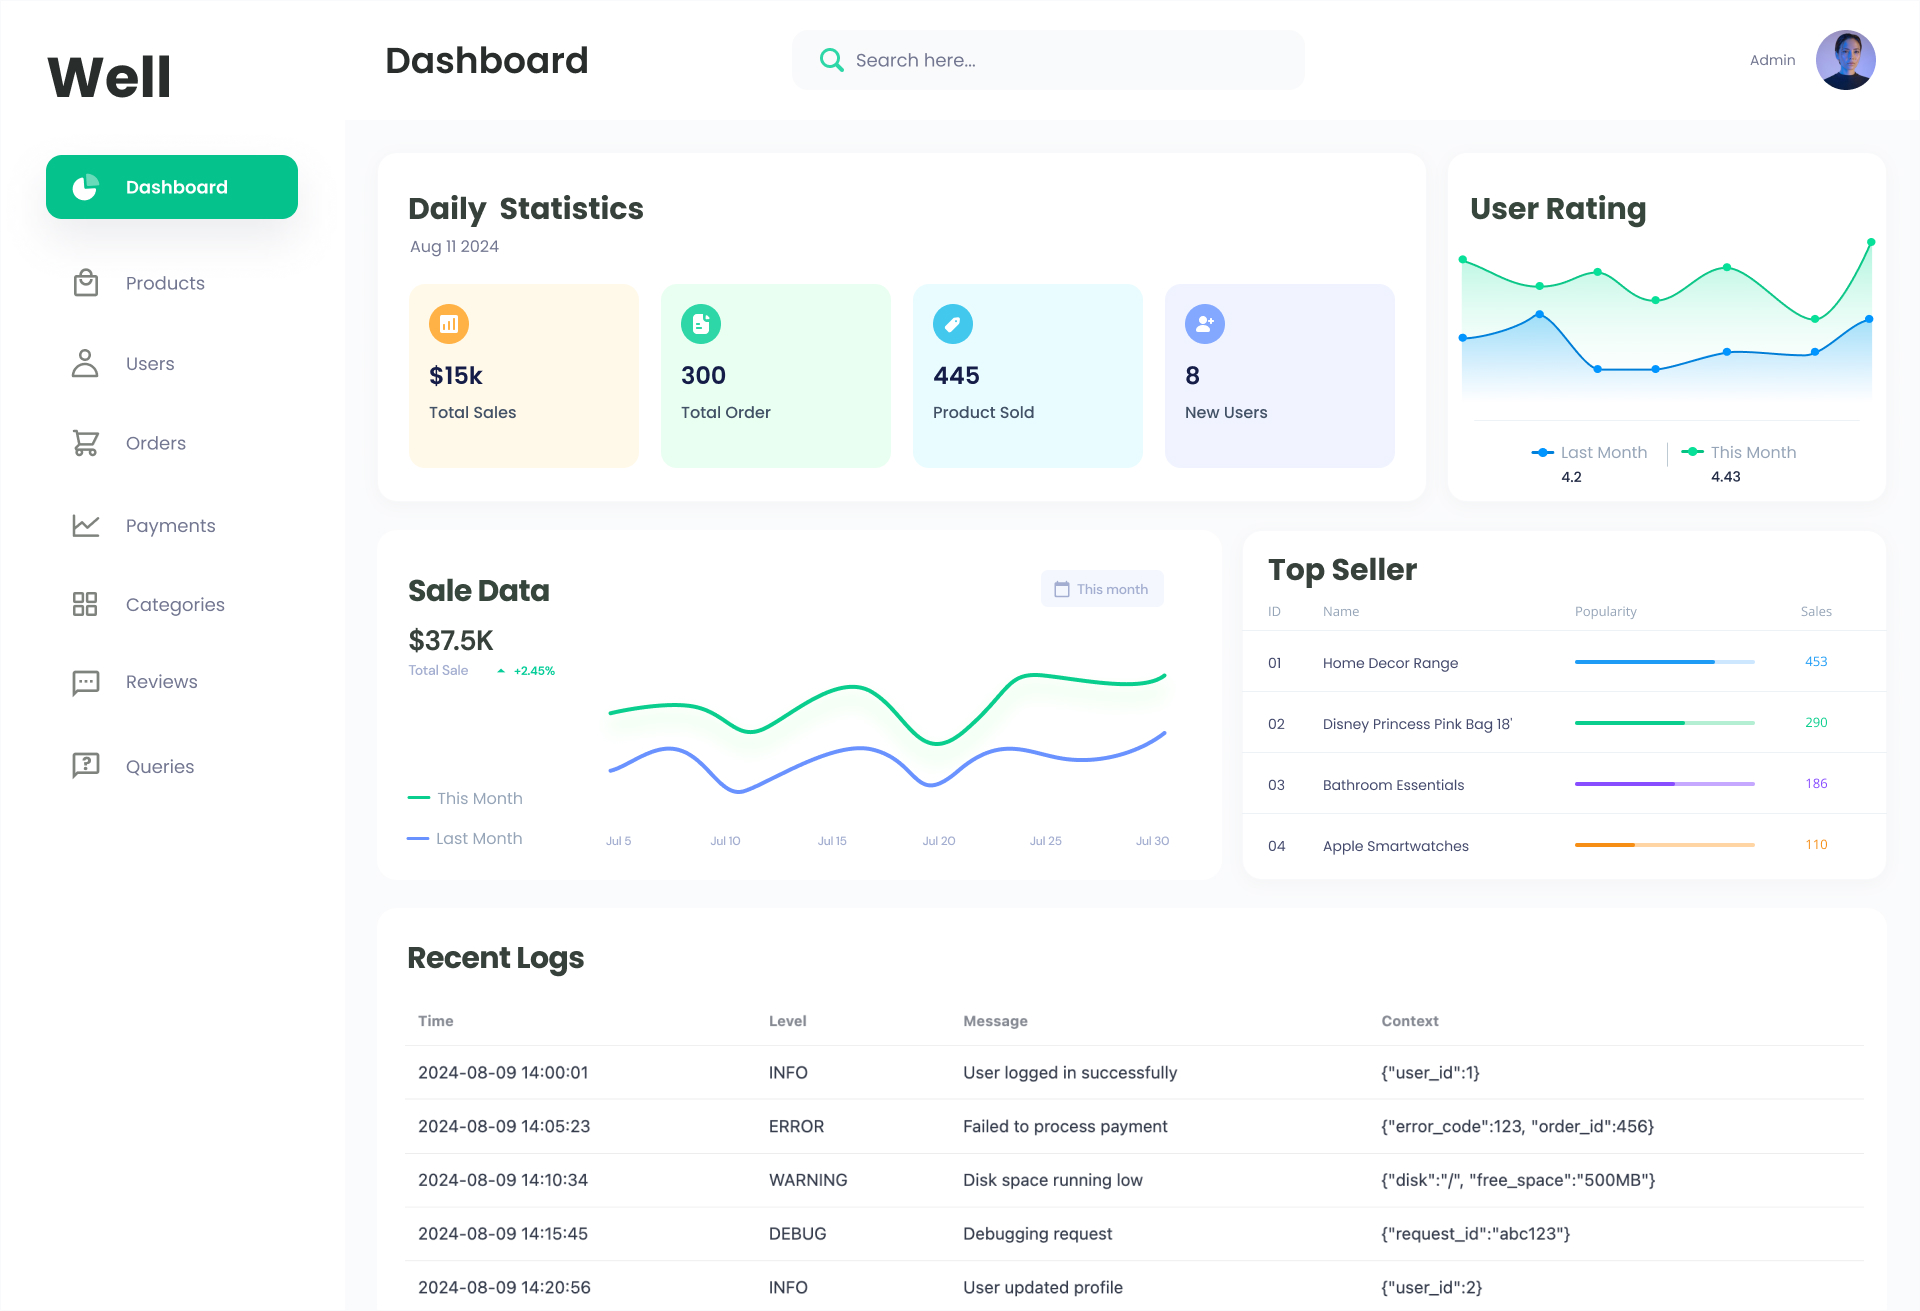 Well
Dashboard
Search here...
Admin
Dashboard
Products
Users
Orders
Payments
Categories
Reviews
Queries
Daily Statistics
Aug 11 2024
$15k
Total Sales
300
Total Order
445
Product Sold
8
New Users
User Rating
Last Month
4.2
This Month
4.43
Sale Data
This month
$37.5K
Total Sale +2.45%
This Month
Last Month
Jul 5 Jul 10 Jul 15 Jul 20 Jul 25 Jul 30
Top Seller
ID Name Popularity Sales
01 Home Decor Range 453
02 Disney Princess Pink Bag 18' 290
03 Bathroom Essentials 186
04 Apple Smartwatches 110
Recent Logs
Time Level Message Context
2024-08-09 14:00:01 INFO User logged in successfully {"user_id":1}
2024-08-09 14:05:23 ERROR Failed to process payment {"error_code":123, "order_id":456}
2024-08-09 14:10:34 WARNING Disk space running low {"disk":"/", "free_space":"500MB"}
2024-08-09 14:15:45 DEBUG Debugging request {"request_id":"abc123"}
2024-08-09 14:20:56 INFO User updated profile {"user_id":2}